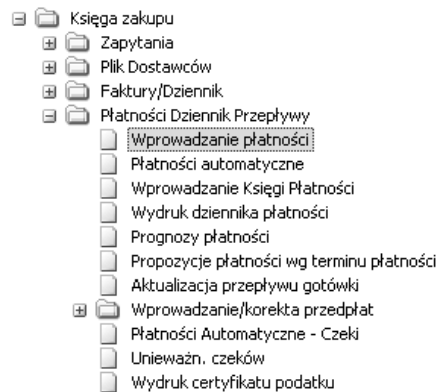 Księga zakupu
Zapytania
Plik Dostawców
Faktury/Dziennik
Płatności Dziennik Przepływy
Wprowadzanie płatności
Płatności automatyczne
Wprowadzanie Księgi Płatności
Wydruk dziennika płatności
Prognozy płatności
Propozycje płatności wg terminu płatności
Aktualizacja przepływu gotówki
Wprowadzanie/korekta przedpłat
Płatności Automatyczne - Czeki
Unieważn. czeków
Wydruk certyfikatu podatku